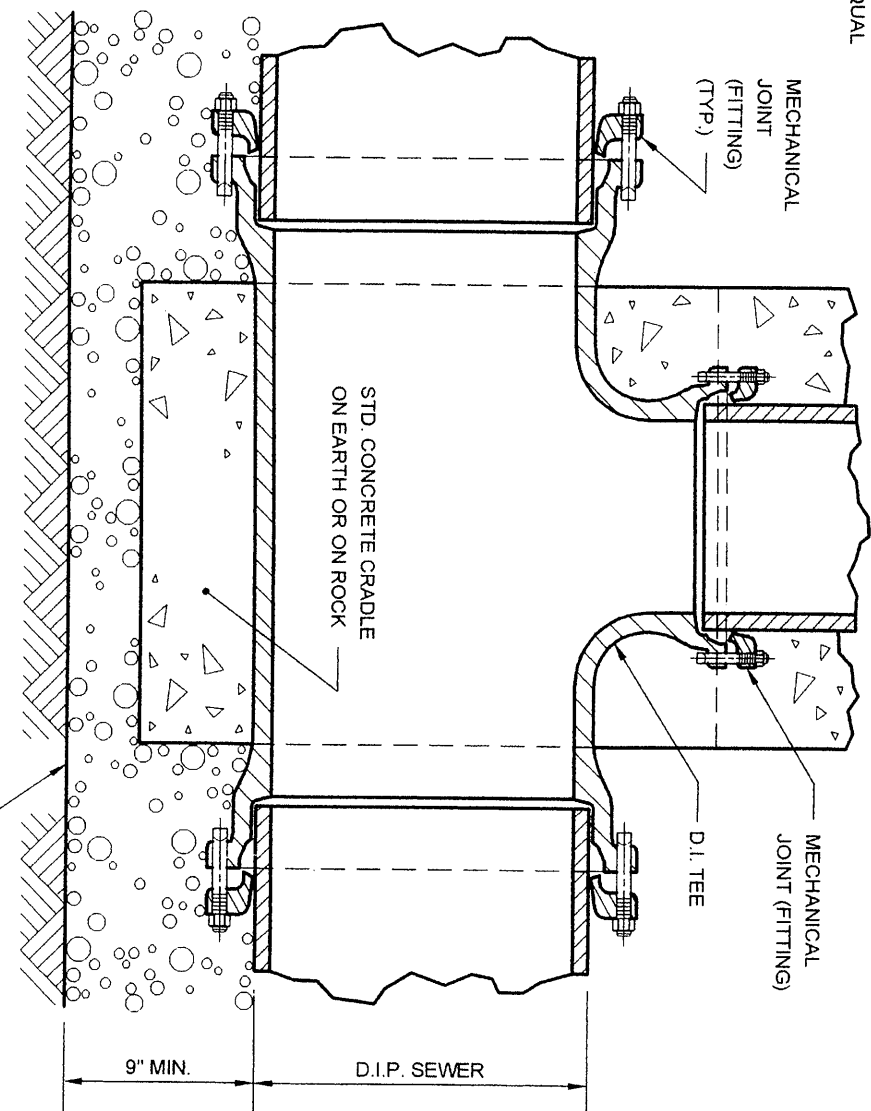 QUAL
MECHANICAL
JOINT
(FITTING)
(TYP.)
MECHANICAL
JOINT (FITTING)
D.I. TEE
STD. CONCRETE CRADLE
ON EARTH OR ON ROCK
9" MIN.
D.I.P. SEWER